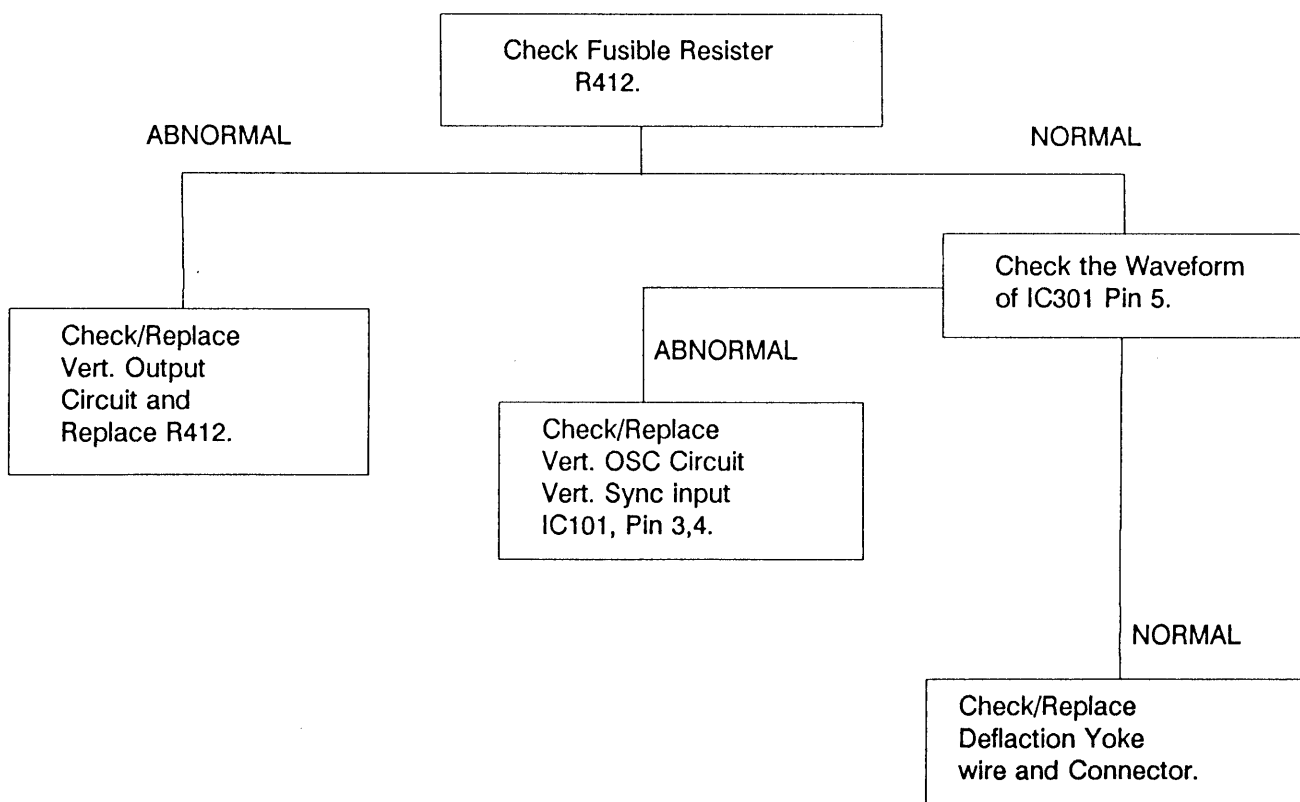 Check Fusible Resister
R412.
ABNORMAL
NORMAL
Check the Waveform
of IC301 Pin 5.
Check/Replace
Vert. Output
Circuit and
Replace R412.
ABNORMAL
Check/Replace
Vert. OSC Circuit
Vert. Sync input
IC101, Pin 3,4.
NORMAL
Check/Replace
Deflaction Yoke
wire and Connector.